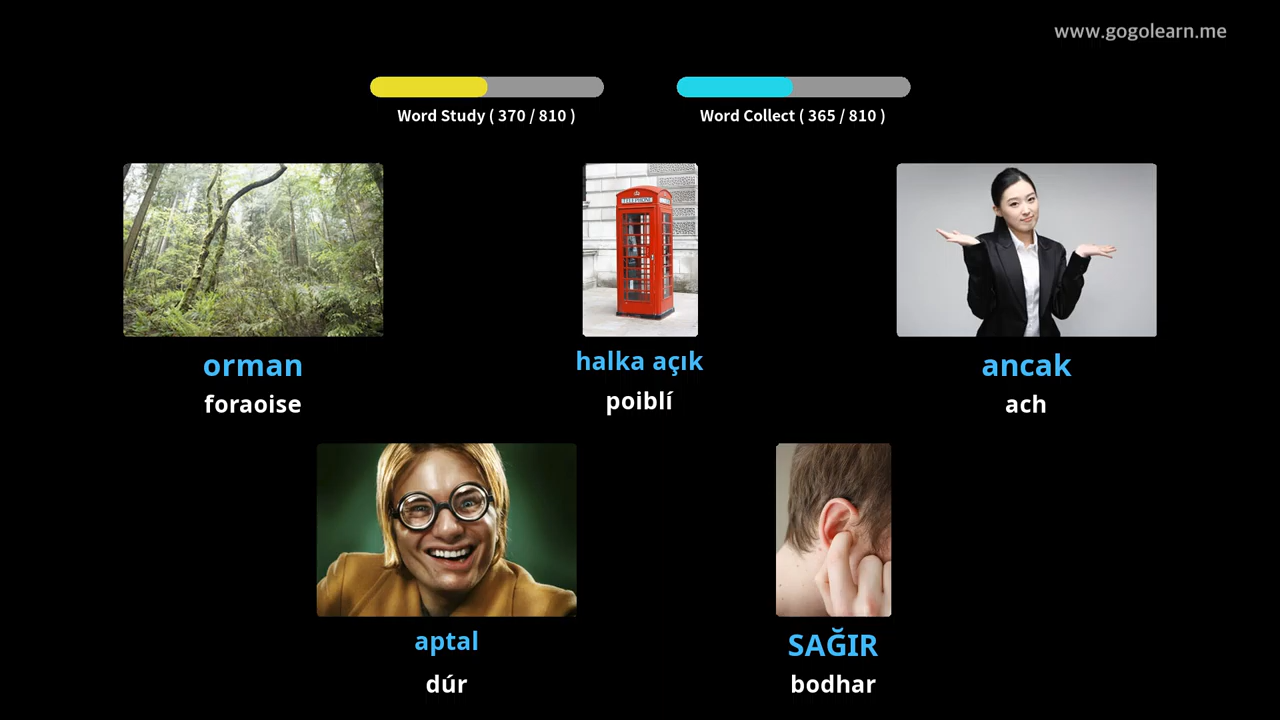 www.gogolearn.me
Word Study ( 370 / 810 )
Word Collect ( 365 / 810 )
TELEPHONE
orman
foraoise
halka açık
poiblí
ancak
ach
aptal
dúr
SAĞIR
bodhar